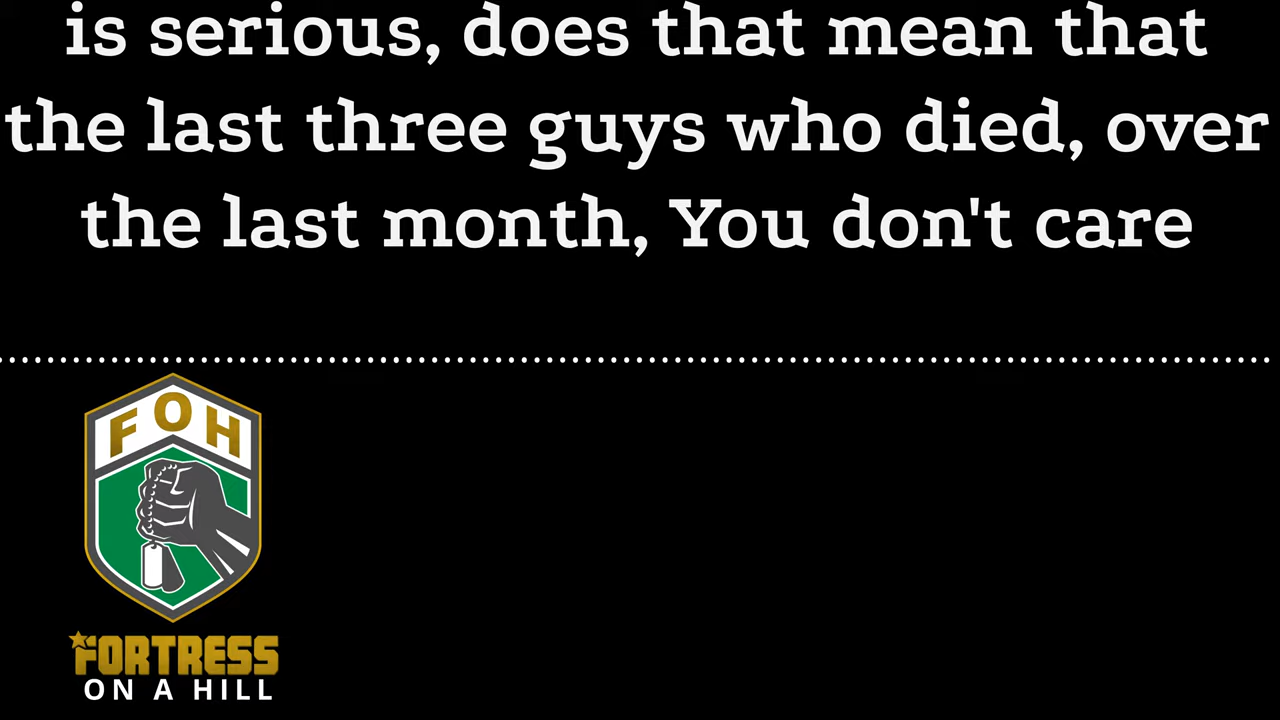 is serious, does that mean that
the last three guys who died, over
the last month, You don't care
FOH
FORTRESS
ON A HILL